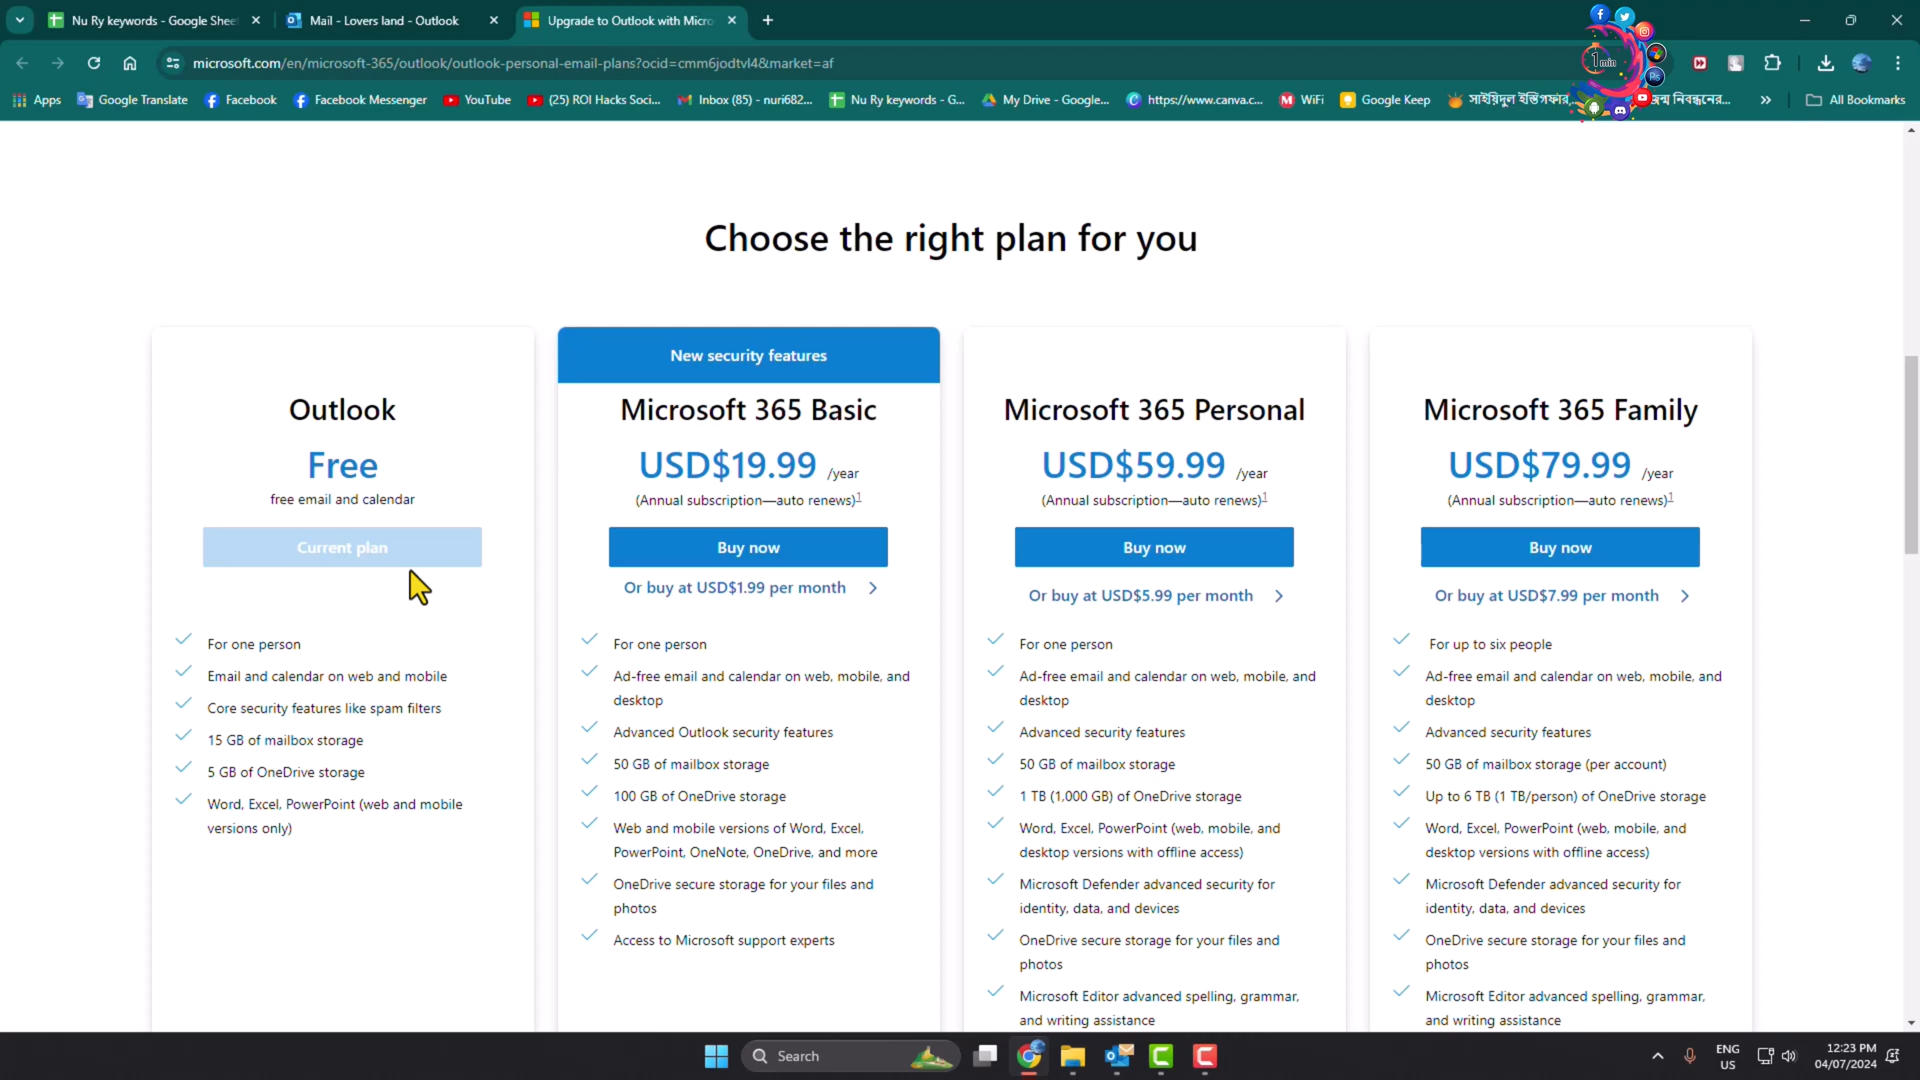 Nu Ry keywords - Google Shee
Mail - Lovers land - Outlook
Upgrade to Outlook with Micro
microsoft.com/en/microsoft-365/outlook/outlook-personal-email-plans?ocid=cmm6jodtvl4&market=af
1min
Apps
Google Translate
Facebook
Facebook Messenger
YouTube
(25) ROI Hacks Soci...
Inbox (85) - nuri682...
Nu Ry keywords - G...
My Drive - Google...
https://www.canva.c...
WiFi
Google Keep
সাইয়িদুল ইস্তিগফার,
জন্ম নিবন্ধনের...
All Bookmarks
Choose the right plan for you
Outlook
Free
free email and calendar
Current plan
For one person
Email and calendar on web and mobile
Core security features like spam filters
15 GB of mailbox storage
5 GB of OneDrive storage
Word, Excel, PowerPoint (web and mobile
versions only)
New security features
Microsoft 365 Basic
USD$19.99 /year
(Annual subscription—auto renews)1
Buy now
Or buy at USD$1.99 per month
For one person
Ad-free email and calendar on web, mobile, and
desktop
Advanced Outlook security features
50 GB of mailbox storage
100 GB of OneDrive storage
Web and mobile versions of Word, Excel,
PowerPoint, OneNote, OneDrive, and more
OneDrive secure storage for your files and
photos
Access to Microsoft support experts
Microsoft 365 Personal
USD$59.99 /year
(Annual subscription—auto renews)1
Buy now
Or buy at USD$5.99 per month
For one person
Ad-free email and calendar on web, mobile, and
desktop
Advanced security features
50 GB of mailbox storage
1 TB (1,000 GB) of OneDrive storage
Word, Excel, PowerPoint (web, mobile, and
desktop versions with offline access)
Microsoft Defender advanced security for
identity, data, and devices
OneDrive secure storage for your files and
photos
Microsoft Editor advanced spelling, grammar,
and writing assistance
Microsoft 365 Family
USD$79.99 /year
(Annual subscription—auto renews)1
Buy now
Or buy at USD$7.99 per month
For up to six people
Ad-free email and calendar on web, mobile, and
desktop
Advanced security features
50 GB of mailbox storage (per account)
Up to 6 TB (1 TB/person) of OneDrive storage
Word, Excel, PowerPoint (web, mobile, and
desktop versions with offline access)
Microsoft Defender advanced security for
identity, data, and devices
OneDrive secure storage for your files and
photos
Microsoft Editor advanced spelling, grammar,
and writing assistance
Search
ENG
US
12:23 PM
04/07/2024